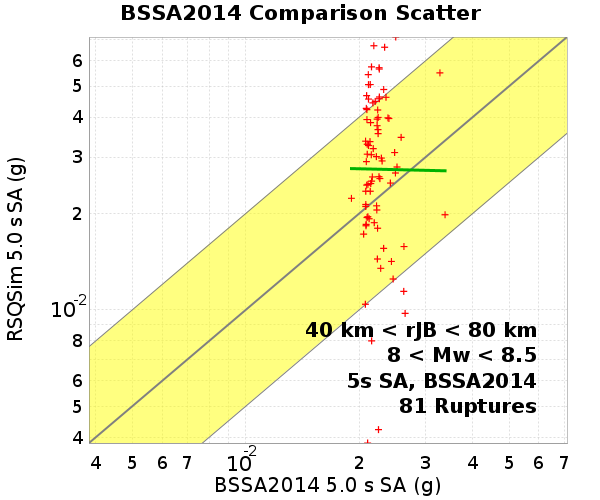 BSSA2014 Comparison Scatter
RSQSim 5.0 s SA (g)
6
5
4
3
2
10-2
8
6
5
4
40 km < rJB < 80 km
8 < Mw < 8.5
5s SA, BSSA2014
81 Ruptures
4 5 6 7 10-2 2 3 4 5 6 7
BSSA2014 5.0 s SA (g)